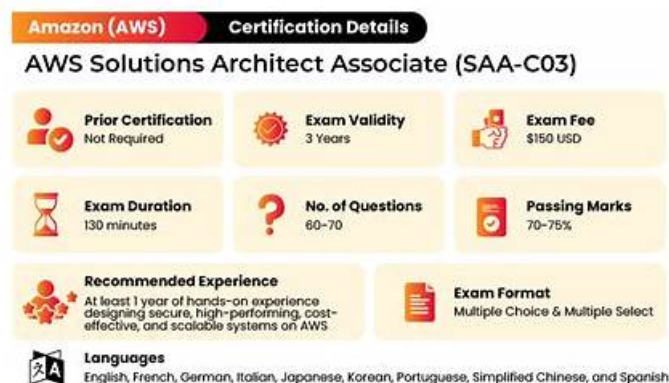 Amazon (AWS) Certification Details
AWS Solutions Architect Associate (SAA-C03)
Prior Certification
Not Required
Exam Validity
3 Years
Exam Fee
$150 USD
Exam Duration
130 minutes
No. of Questions
60-70
Passing Marks
70-75%
Recommended Experience
At least 1 year of hands-on experience
designing secure, high-performing, cost-
effective, and scalable systems on AWS
Exam Format
Multiple Choice & Multiple Select
Languages
English, French, German, Italian, Japanese, Korean, Portuguese, Simplified Chinese, and Spanish